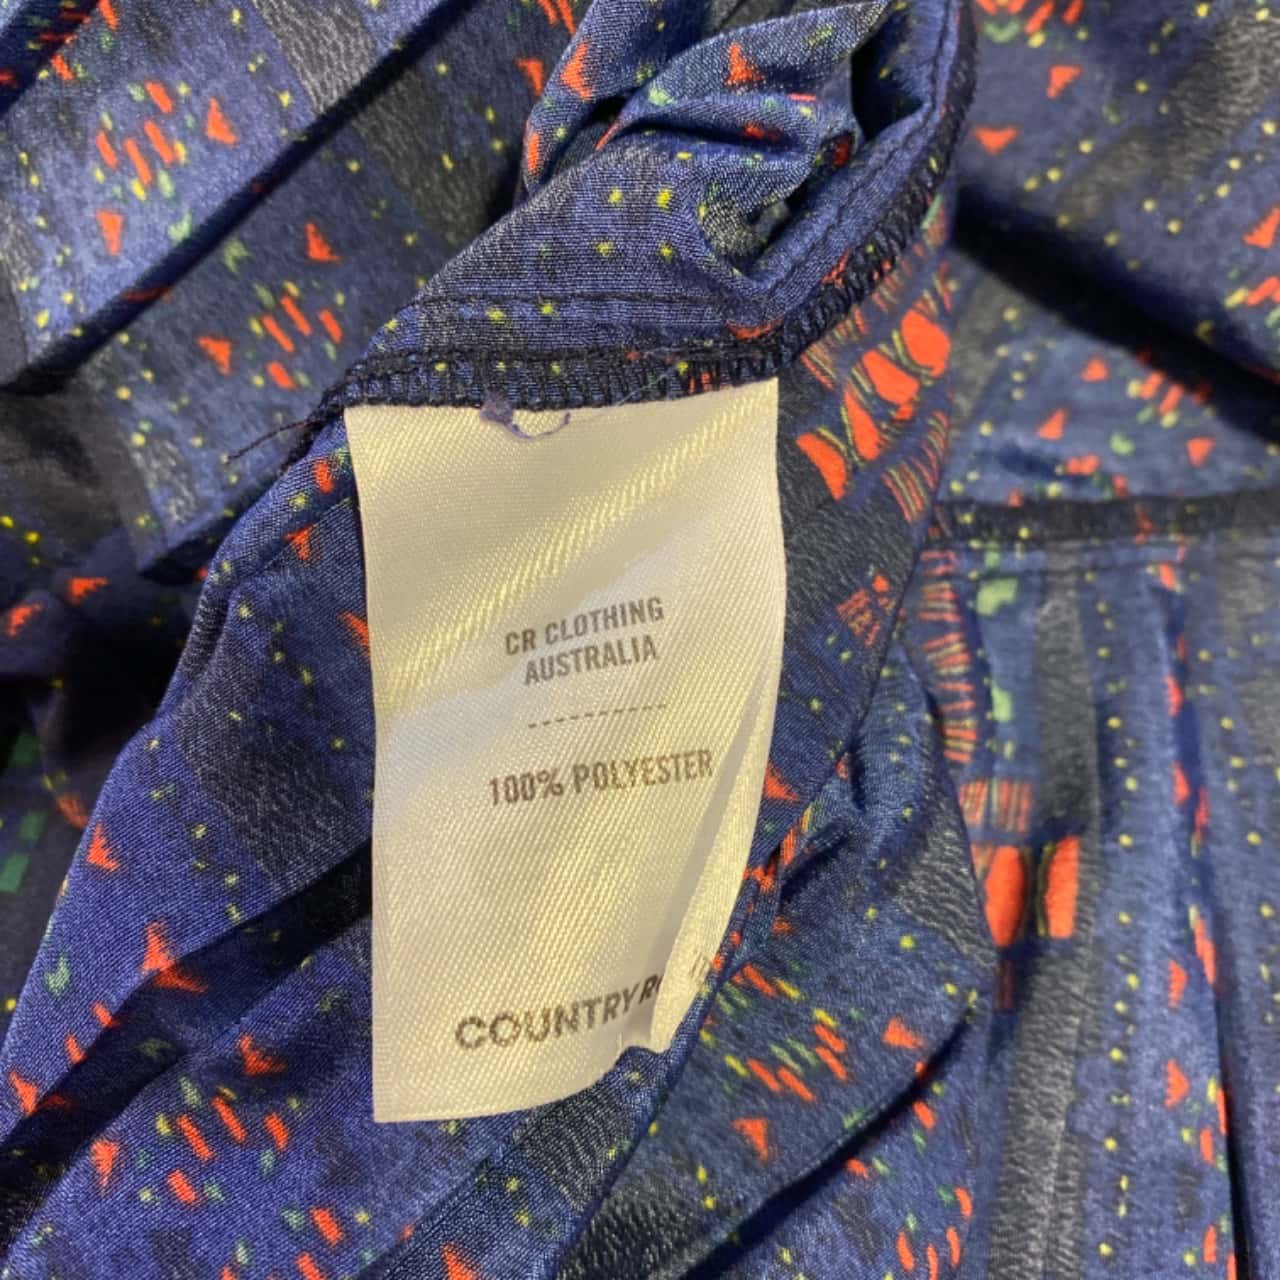 CR CLOTHING
AUSTRALIA
----------
100% POLYESTER
COUNTRY